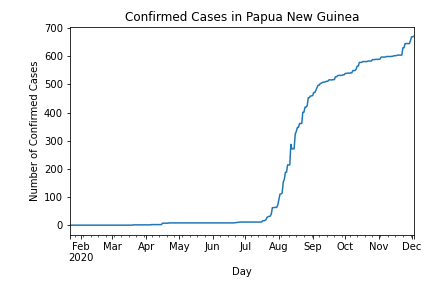 Confirmed Cases in Papua New Guinea
700
600
500
400
300
200
100
0
Number of Confirmed Cases
Feb Mar Apr May Jun Jul Aug Sep Oct Nov Dec
2020
Day